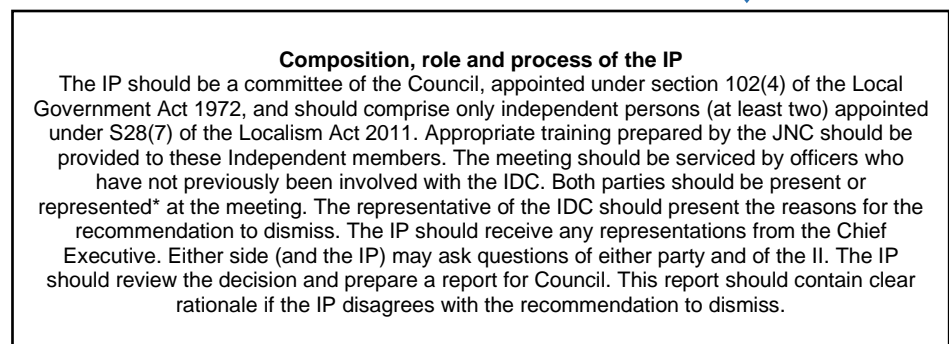 Composition, role and process of the IP
The IP should be a committee of the Council, appointed under section 102(4) of the Local
Government Act 1972, and should comprise only independent persons (at least two) appointed
under S28(7) of the Localism Act 2011. Appropriate training prepared by the JNC should be
provided to these Independent members. The meeting should be serviced by officers who
have not previously been involved with the IDC. Both parties should be present or
represented* at the meeting. The representative of the IDC should present the reasons for the
recommendation to dismiss. The IP should receive any representations from the Chief
Executive. Either side (and the IP) may ask questions of either party and of the II. The IP
should review the decision and prepare a report for Council. This report should contain clear
rationale if the IP disagrees with the recommendation to dismiss.